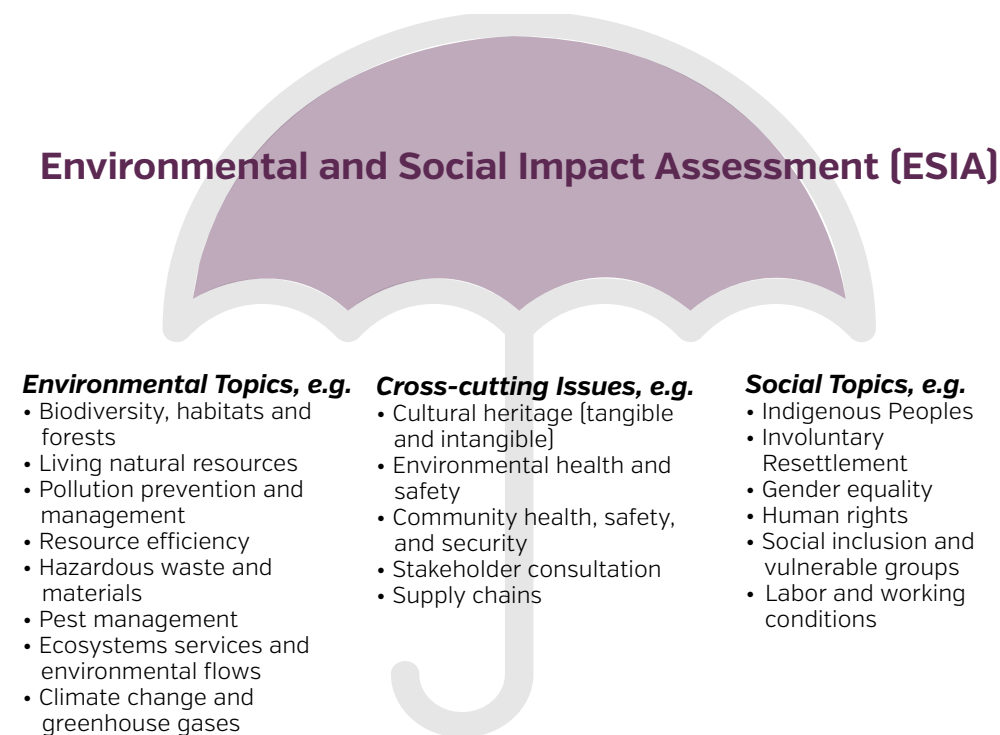 Environmental and Social Impact Assessment (ESIA)
Environmental Topics, e.g.
• Biodiversity, habitats and
forests
• Living natural resources
• Pollution prevention and
management
• Resource efficiency
• Hazardous waste and
materials
• Pest management
• Ecosystems services and
environmental flows
• Climate change and
greenhouse gases
Cross-cutting Issues, e.g.
• Cultural heritage (tangible
and intangible)
• Environmental health and
safety
• Community health, safety,
and security
• Stakeholder consultation
• Supply chains
Social Topics, e.g.
• Indigenous Peoples
• Involuntary
Resettlement
• Gender equality
• Human rights
• Social inclusion and
vulnerable groups
• Labor and working
conditions